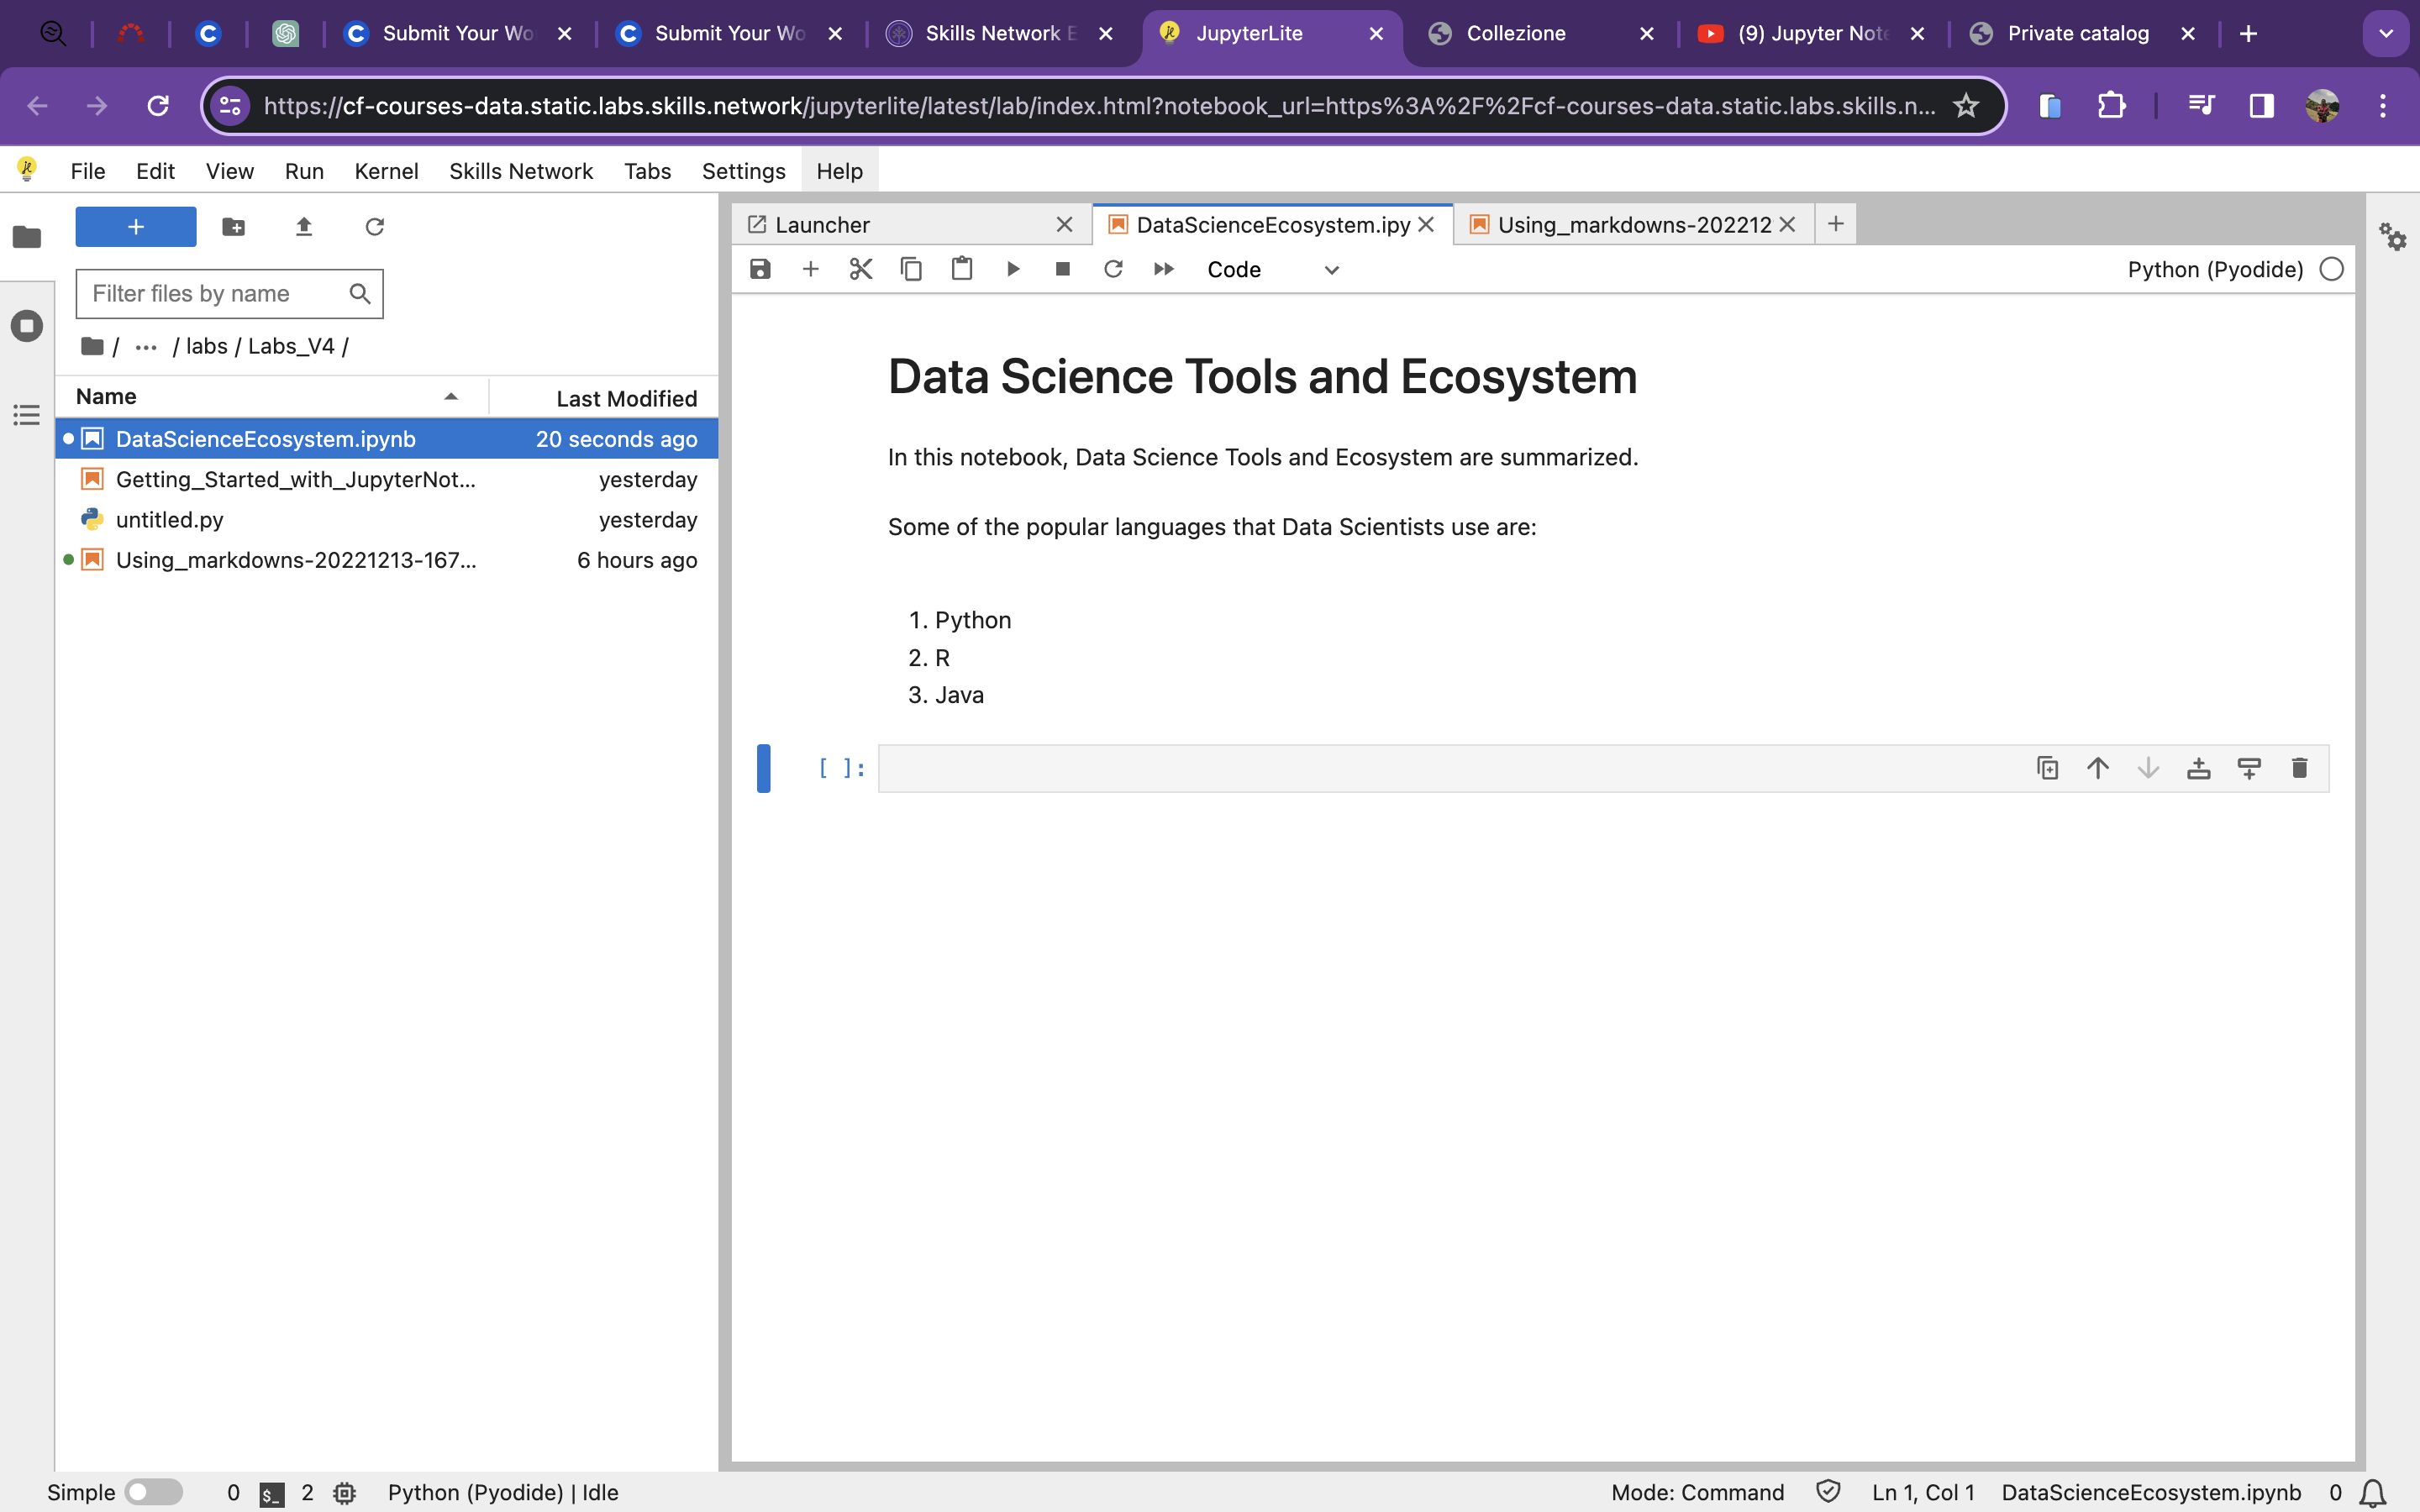 Submit Your Wo
Submit Your Wo
Skills Network E
JupyterLite
Collezione
(9) Jupyter Note
Private catalog
https://cf-courses-data.static.labs.skills.network/jupyterlite/latest/lab/index.html?notebook_url=https%3A%2F%2Fcf-courses-data.static.labs.skills.n...
File Edit View Run Kernel Skills Network Tabs Settings Help
Launcher
DataScienceEcosystem.ipy
Using_markdowns-202212
Code
Python (Pyodide)
Filter files by name
/ ... / labs / Labs_V4 /
Name Last Modified
DataScienceEcosystem.ipynb 20 seconds ago
Getting_Started_with_JupyterNot... yesterday
untitled.py yesterday
Using_markdowns-20221213-167... 6 hours ago
Data Science Tools and Ecosystem
In this notebook, Data Science Tools and Ecosystem are summarized.
Some of the popular languages that Data Scientists use are:
1. Python
2. R
3. Java
[ ]:
Simple 0 $_ 2 Python (Pyodide) | Idle
Mode: Command Ln 1, Col 1 DataScienceEcosystem.ipynb 0